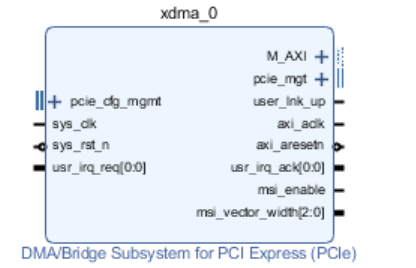 xdma_0
M_AXI
pcie_mgt
pcie_cfg_mgmt
user_lnk_up
sys_clk
axi_aclk
sys_rst_n
axi_aresetn
usr_irq_req[0:0]
usr_irq_ack[0:0]
msi_enable
msi_vector_width[2:0]
DMA/Bridge Subsystem for PCI Express (PCIe)